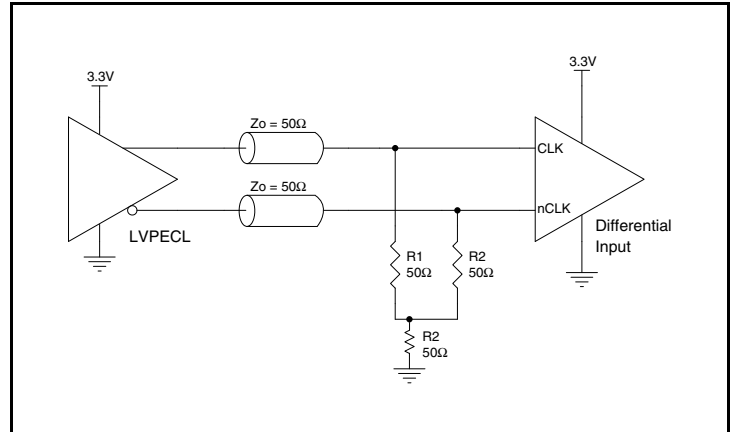 3.3V
3.3V
Zo = 50Ω
CLK
Zo = 50Ω
nCLK
LVPECL
Differential
Input
R1
50Ω
R2
50Ω
R2
50Ω